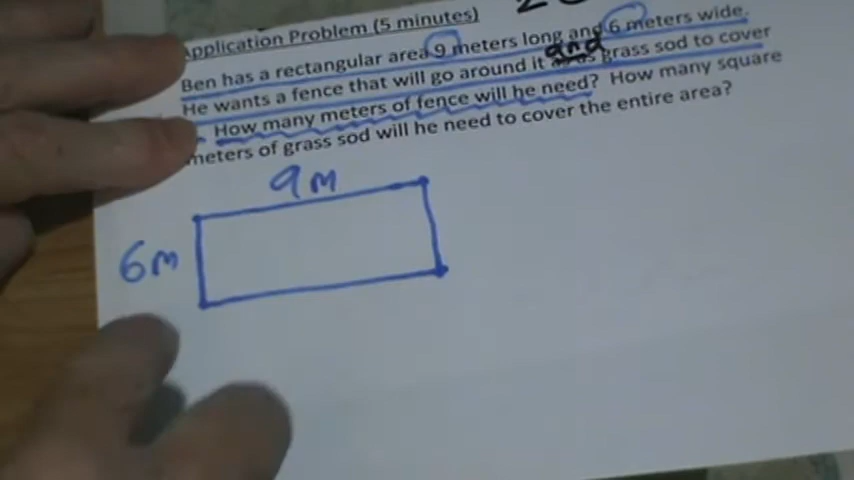 Application Problem (5 minutes)
Ben has a rectangular area 9 meters long and 6 meters wide.
He wants a fence that will go around it and grass sod to cover
How many meters of fence will he need? How many square
meters of grass sod will he need to cover the entire area?
9m
6m